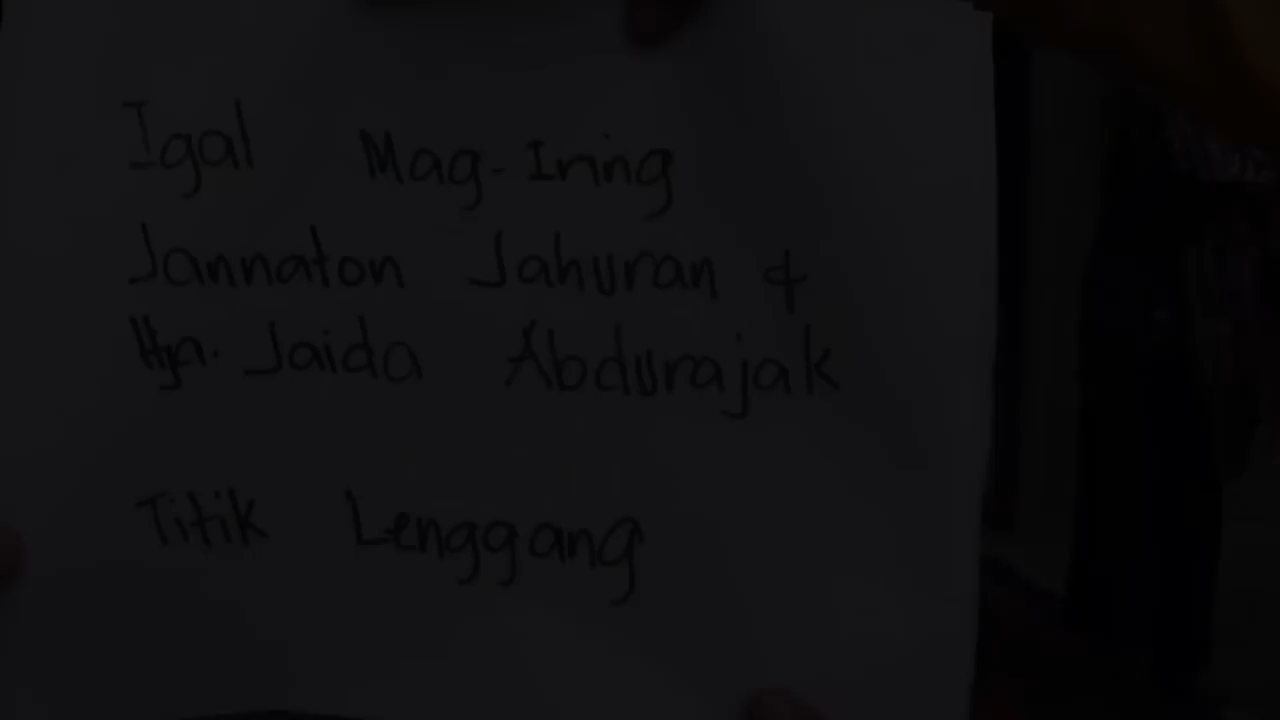 Igal Mag-Iring
Jannaton Jahuran &
Hja. Jaida Abdurajak
Titik Lenggang